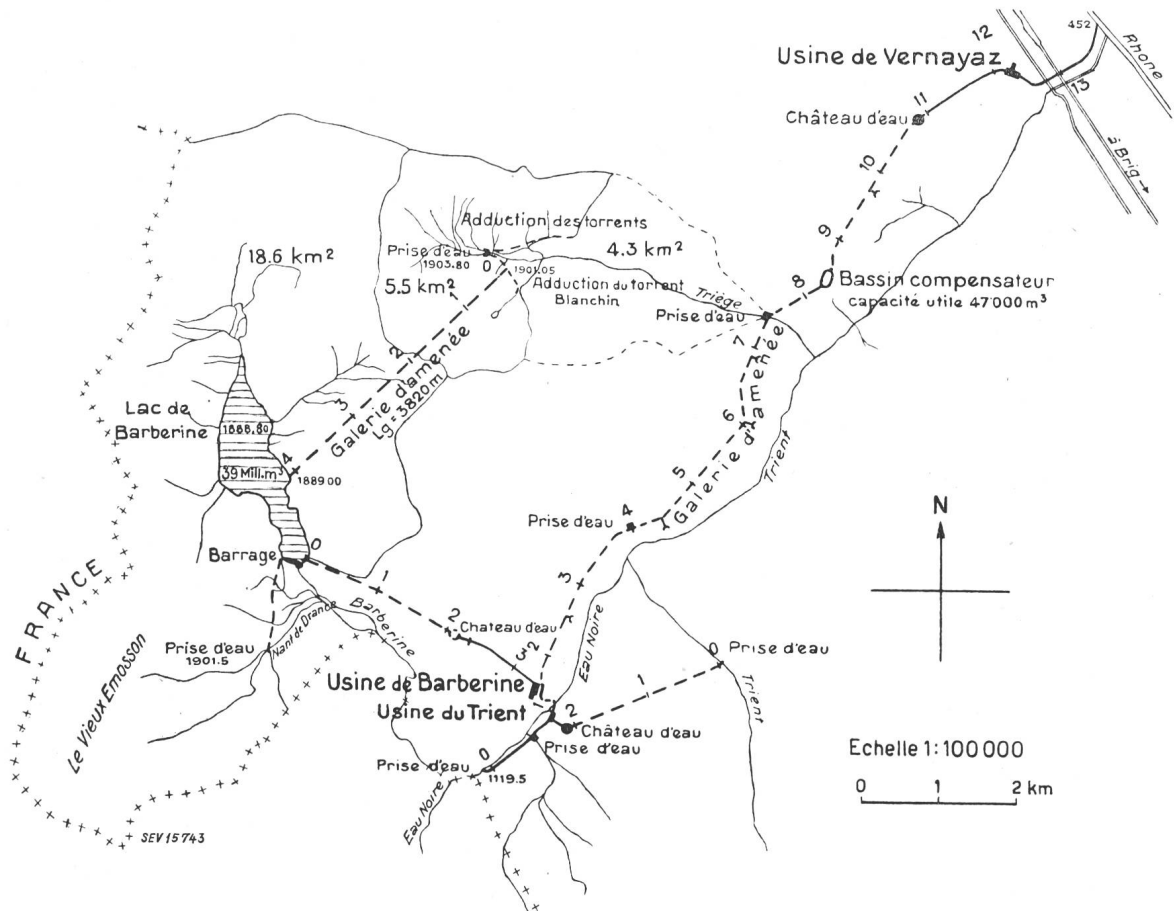 12
452
Rhone
Usine de Vernayaz
13
11
Château d'eau
à Brig
10
Adduction des torrents
4.3 km²
18.6 km²
Prise d'eau
1903.80
0
1901.05
9
5.5 km²
Adduction du torrent
Blanchin
8
Bassin compensateur
capacité utile 47'000 m³
Triège
Prise d'eau
7
2
Galerie d'amenée
Lg = 3820 m
3
6
Galerie d'amenée
Lac de
Barberine
1888.80
4
39 Mill. m³
1889 00
5
Trient
N
4
Prise d'eau
Barrage
0
1
3
FRANCE
Barberine
2
Château d'eau
Nant de Drance
Eau Noire
0
Prise d'eau
Prise d'eau
1901.5
3
2
Trient
Le Vieux Emosson
Usine de Barberine
1
Usine du Trient
2
Château d'eau
Prise d'eau
0
Prise d'eau
1119.5
Eau Noire
Echelle 1:100 000
0 1 2 km
SEV 15743